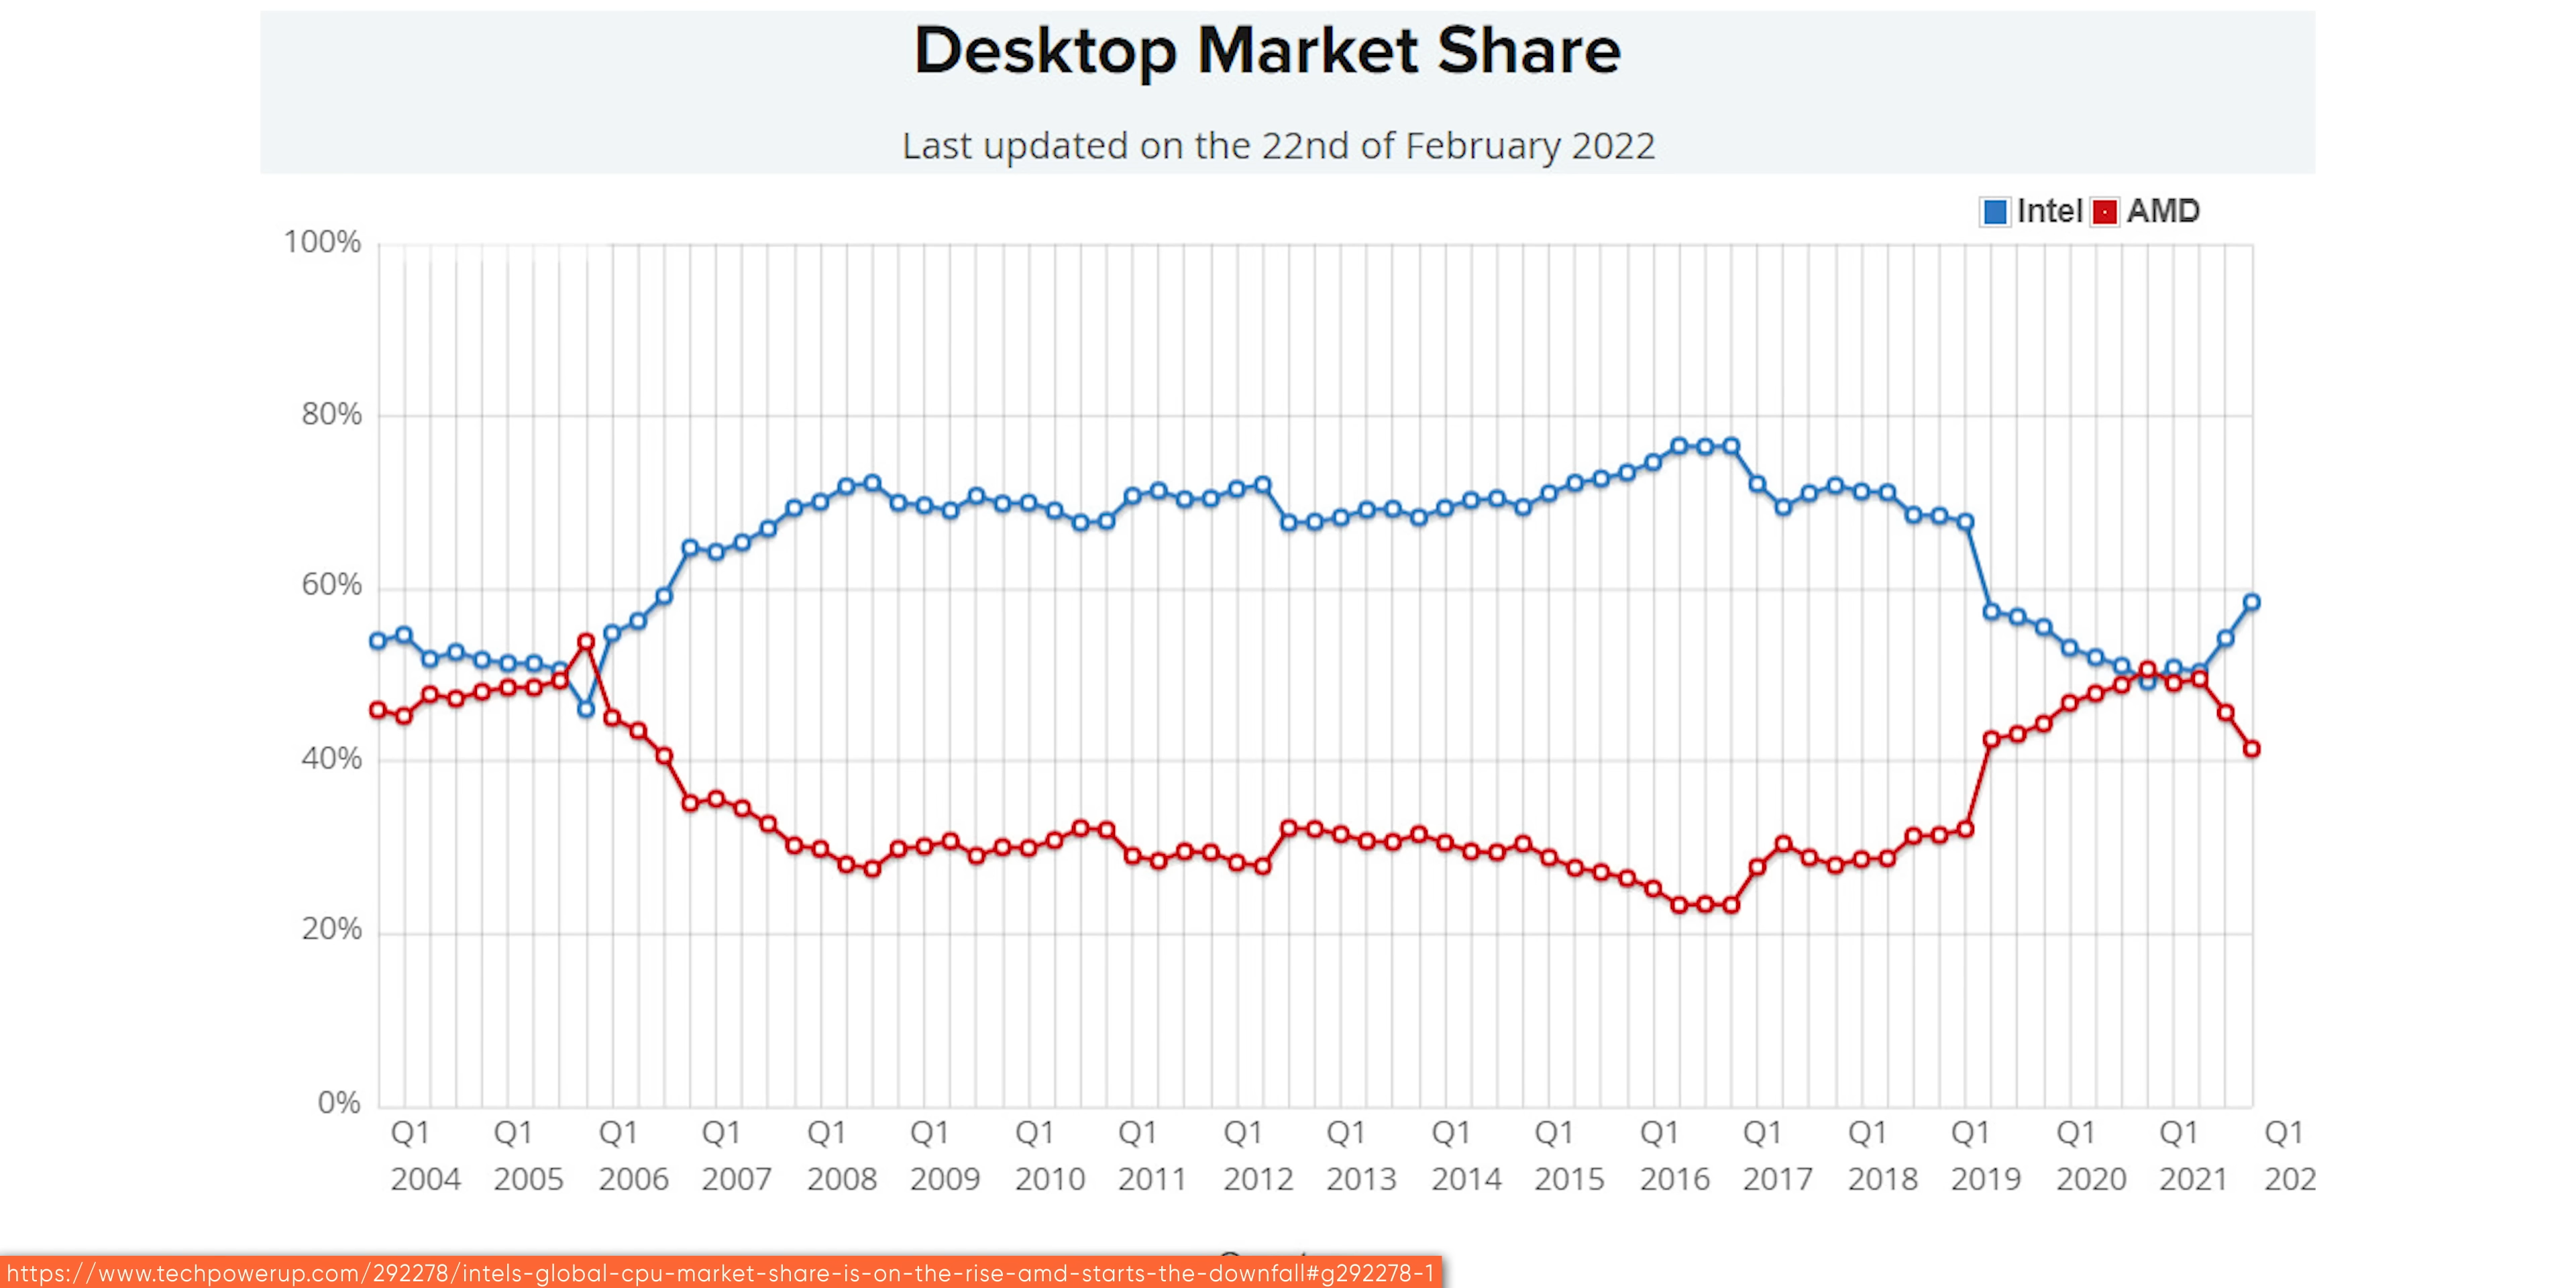 Desktop Market Share
Last updated on the 22nd of February 2022
Intel AMD
100%
80%
60%
40%
20%
0%
Q1 Q1 Q1 Q1 Q1 Q1 Q1 Q1 Q1 Q1 Q1 Q1 Q1 Q1 Q1 Q1 Q1 Q1 Q1
2004 2005 2006 2007 2008 2009 2010 2011 2012 2013 2014 2015 2016 2017 2018 2019 2020 2021 202
https://www.techpowerup.com/292278/intels-global-cpu-market-share-is-on-the-rise-amd-starts-the-downfall#g292278-1